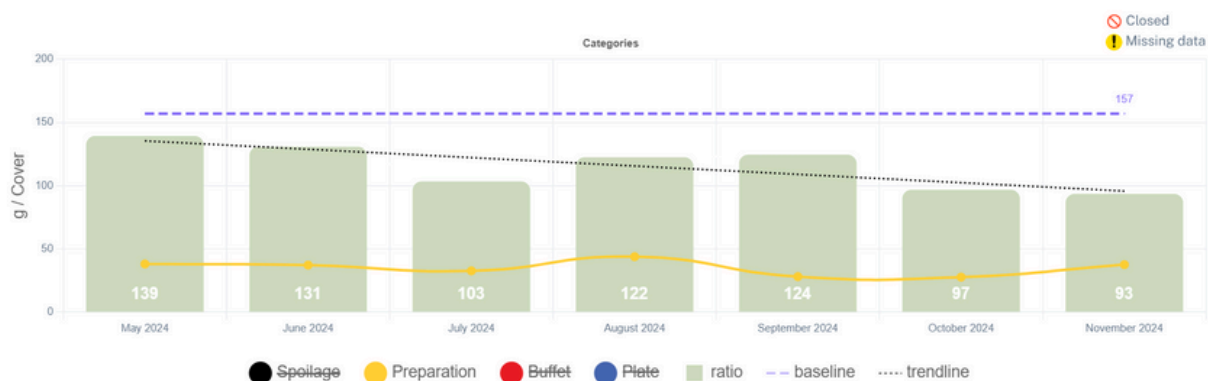 Closed
Categories
Missing data
200
157
150
100
50
0
g / Cover
139 131 103 122 124 97 93
May 2024 June 2024 July 2024 August 2024 September 2024 October 2024 November 2024
Spoilage Preparation Buffet Plate ratio baseline trendline